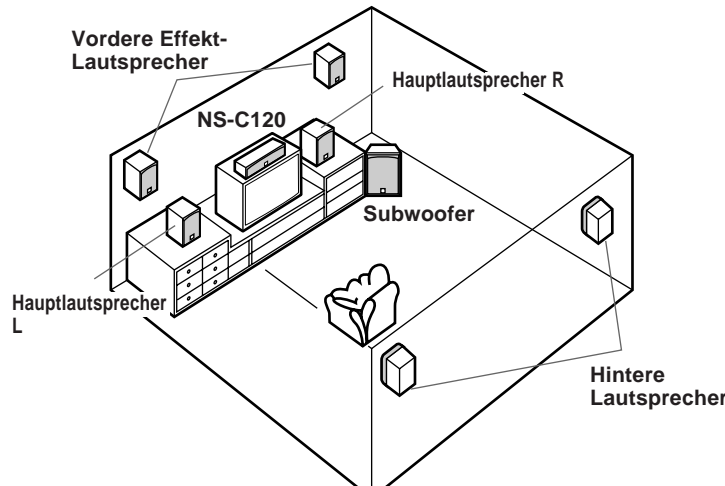 Vordere Effekt-
Lautsprecher
Hauptlautsprecher R
NS-C120
Subwoofer
Hauptlautsprecher
L
Hintere
Lautsprecher